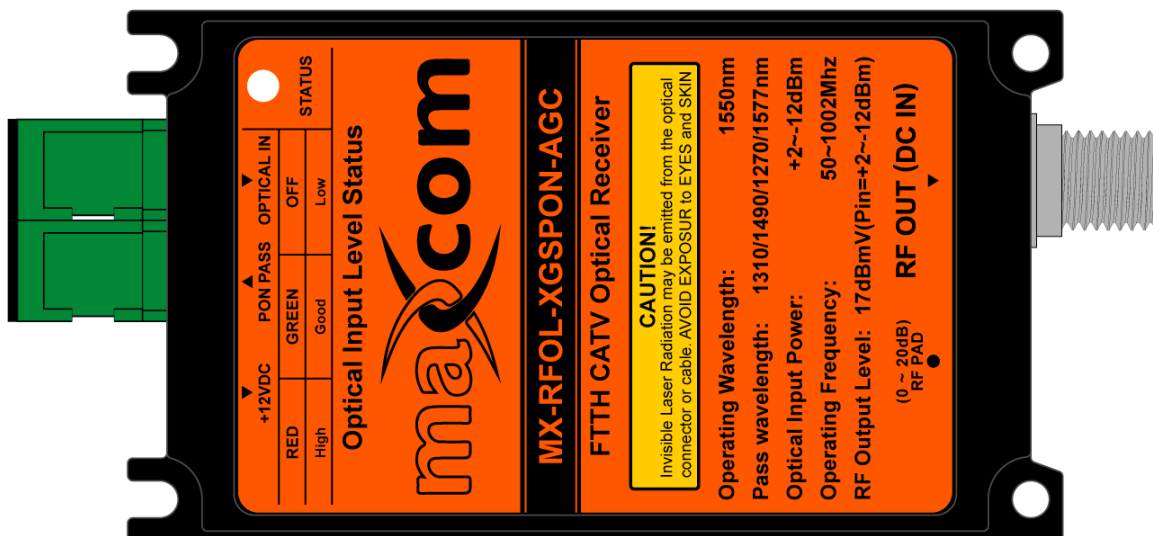 +12VDC PON PASS OPTICAL IN
RED GREEN OFF STATUS
High Good Low
Optical Input Level Status
maxcom
MX-RFOL-XGSPON-AGC
FTTH CATV Optical Receiver
CAUTION!
Invisible Laser Radiation may be emitted from the optical
connector or cable. AVOID EXPOSUR to EYES and SKIN
Operating Wavelength: 1550nm
Pass wavelength: 1310/1490/1270/1577nm
Optical Input Power: +2~-12dBm
Operating Frequency: 50~1002Mhz
RF Output Level: 17dBmV(Pin=+2~-12dBm)
(0 ~ 20dB)
RF PAD
RF OUT (DC IN)